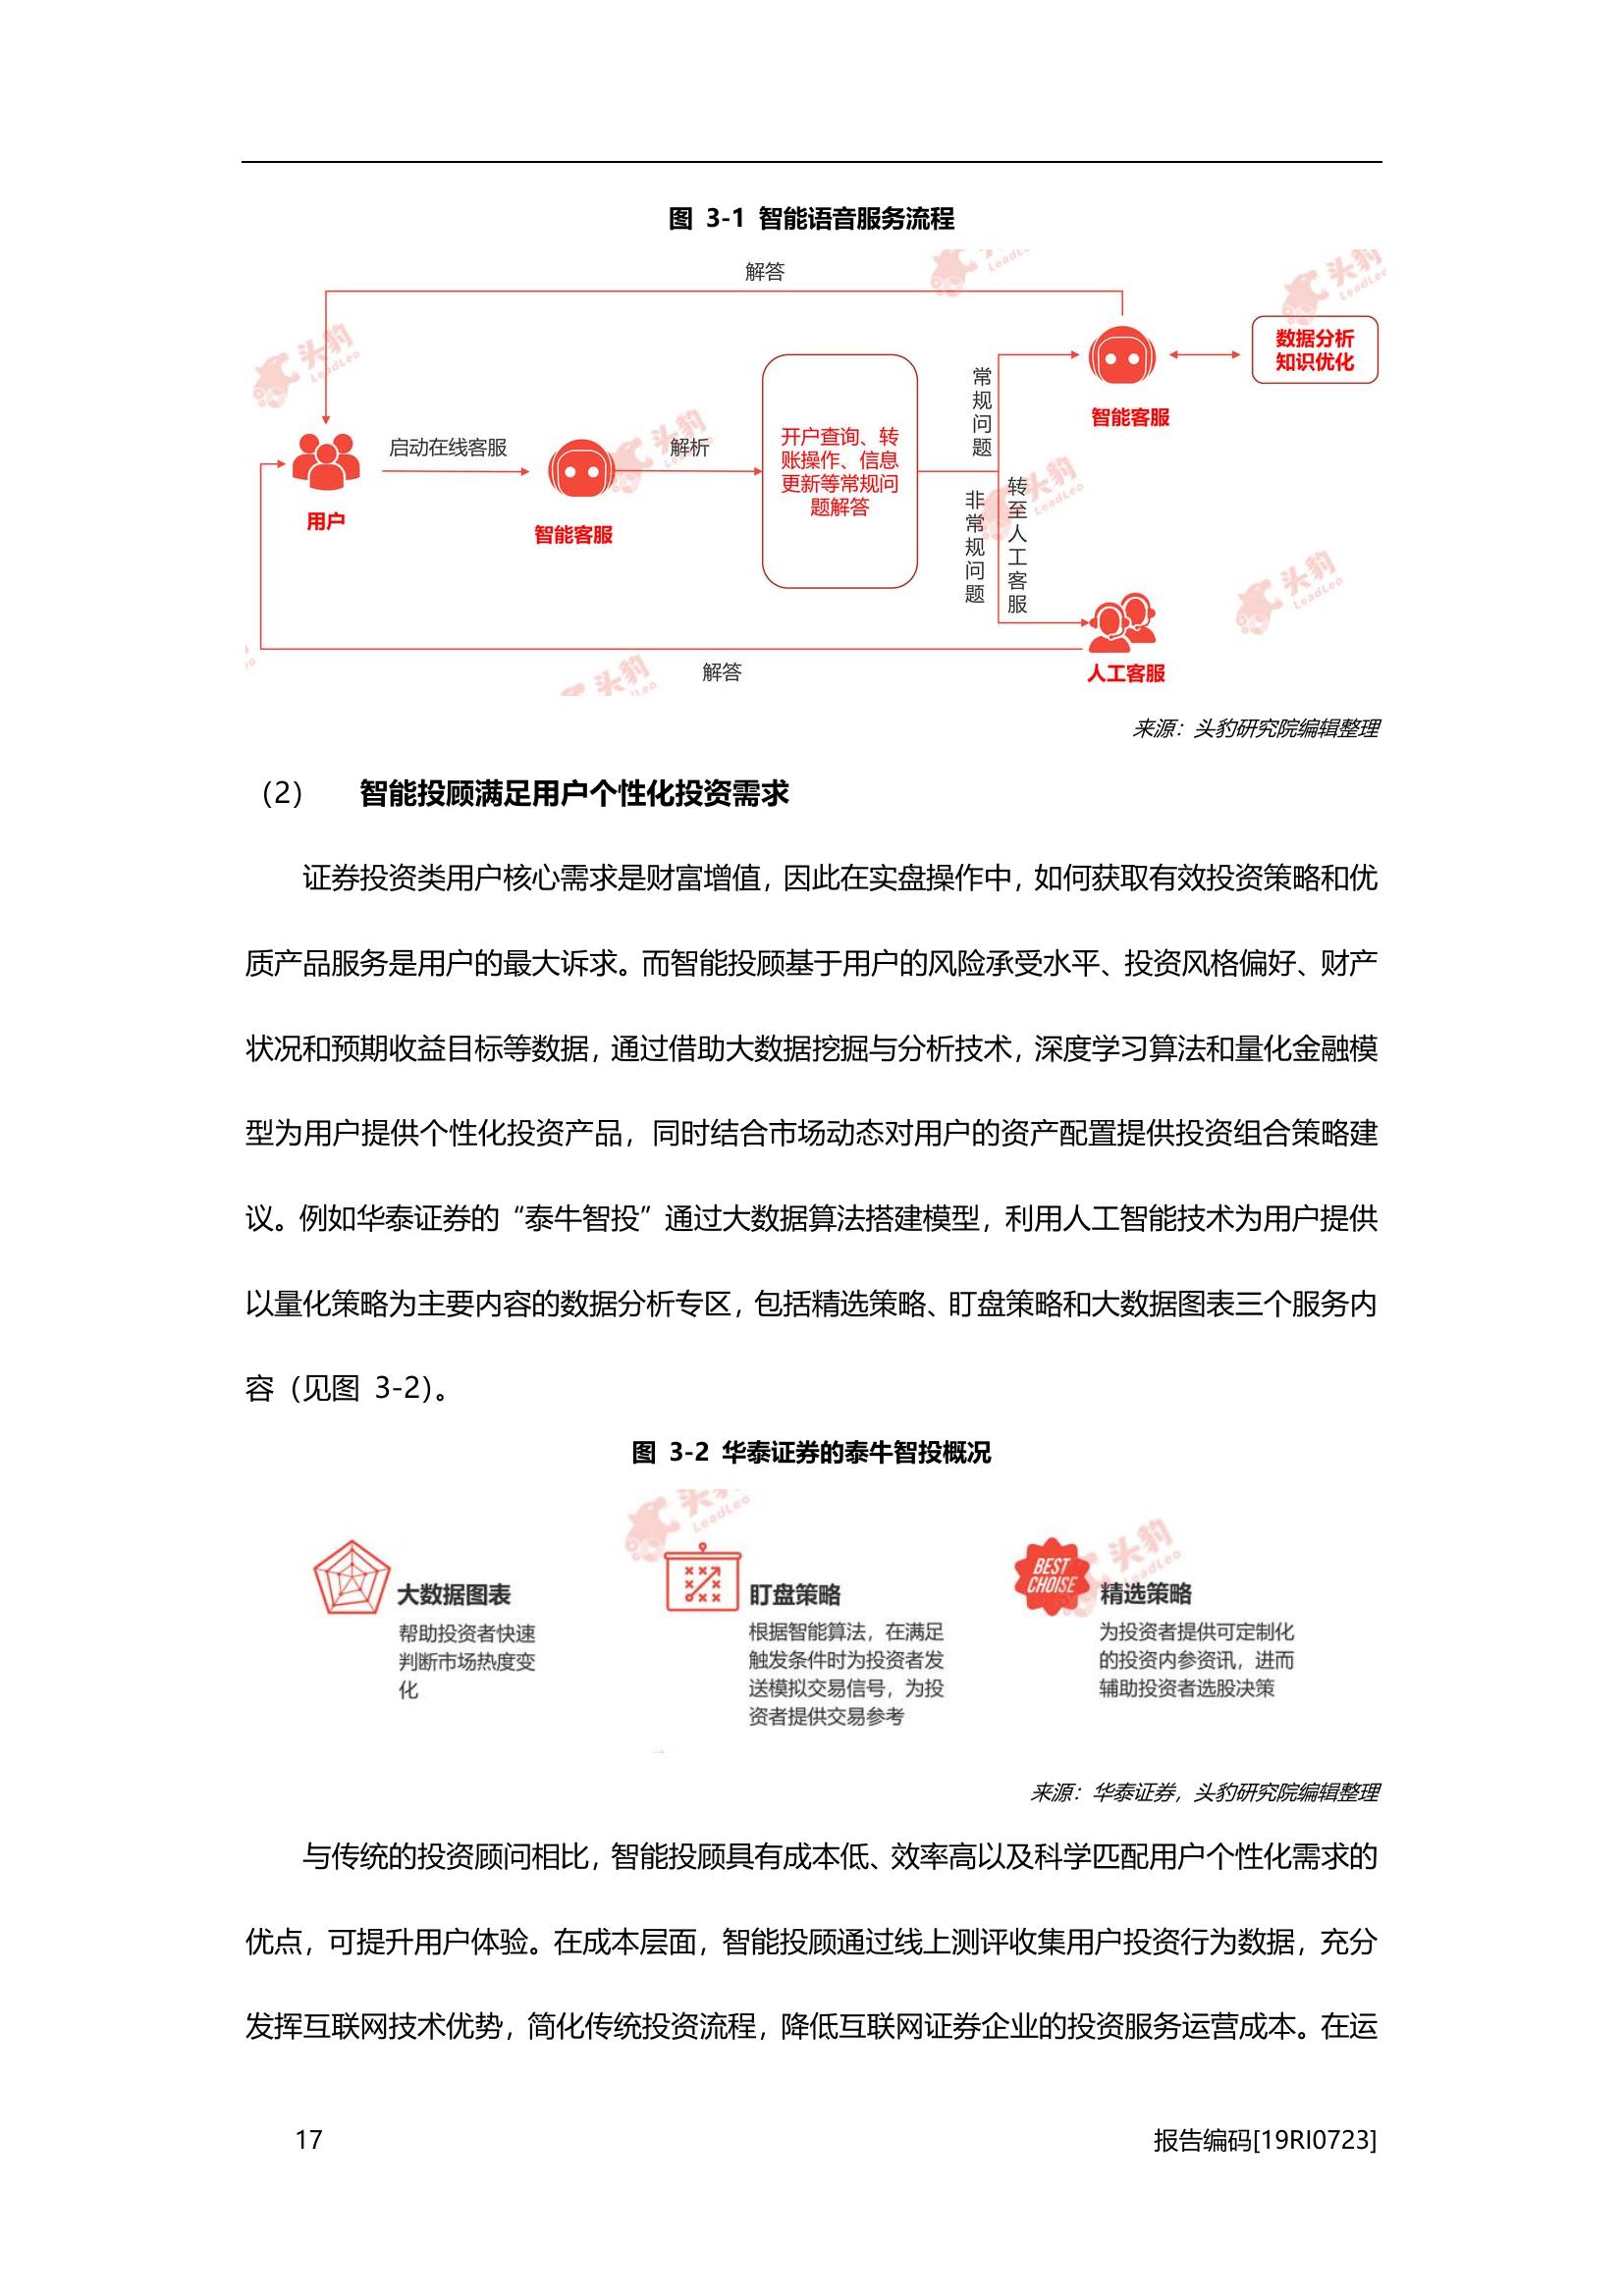 图 3-1 智能语音服务流程
解答
数据分析
知识优化
常规问题
智能客服
启动在线客服
解析
开户查询、转
账操作、信息
更新等常规问
题解答
用户
智能客服
非常规问题
转至人工客服
解答
人工客服
来源：头豹研究院编辑整理
（2） 智能投顾满足用户个性化投资需求
证券投资类用户核心需求是财富增值，因此在实盘操作中，如何获取有效投资策略和优
质产品服务是用户的最大诉求。而智能投顾基于用户的风险承受水平、投资风格偏好、财产
状况和预期收益目标等数据，通过借助大数据挖掘与分析技术，深度学习算法和量化金融模
型为用户提供个性化投资产品，同时结合市场动态对用户的资产配置提供投资组合策略建
议。例如华泰证券的“泰牛智投”通过大数据算法搭建模型，利用人工智能技术为用户提供
以量化策略为主要内容的数据分析专区，包括精选策略、盯盘策略和大数据图表三个服务内
容（见图 3-2）。
图 3-2 华泰证券的泰牛智投概况
大数据图表
帮助投资者快速
判断市场热度变
化
盯盘策略
根据智能算法，在满足
触发条件时为投资者发
送模拟交易信号，为投
资者提供交易参考
BEST
CHOISE
精选策略
为投资者提供可定制化
的投资内参资讯，进而
辅助投资者选股决策
来源：华泰证券，头豹研究院编辑整理
与传统的投资顾问相比，智能投顾具有成本低、效率高以及科学匹配用户个性化需求的
优点，可提升用户体验。在成本层面，智能投顾通过线上测评收集用户投资行为数据，充分
发挥互联网技术优势，简化传统投资流程，降低互联网证券企业的投资服务运营成本。在运
17
报告编码[19RI0723]
头豹
LeadLeo